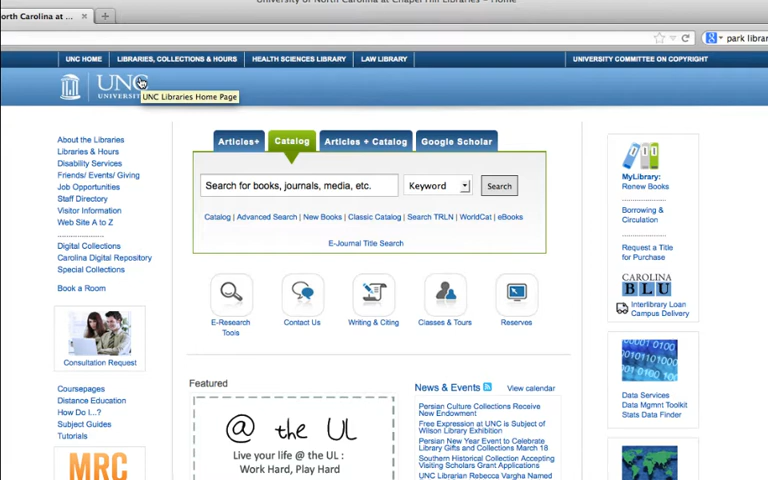 University of North Carolina at Chapel Hill Libraries – Home
North Carolina at ...
park librar
UNC HOME
LIBRARIES, COLLECTIONS & HOURS
HEALTH SCIENCES LIBRARY
LAW LIBRARY
UNIVERSITY COMMITTEE ON COPYRIGHT
UNC
UNIVERSIT
UNC Libraries Home Page
About the Libraries
Libraries & Hours
Disability Services
Friends/ Events/ Giving
Job Opportunities
Staff Directory
Visitor Information
Web Site A to Z
Digital Collections
Carolina Digital Repository
Special Collections
Book a Room
Consultation Request
Coursepages
Distance Education
How Do I...?
Subject Guides
Tutorials
MRC
Articles+
Catalog
Articles + Catalog
Google Scholar
Search for books, journals, media, etc.
Keyword
Search
Catalog | Advanced Search | New Books | Classic Catalog | Search TRLN | WorldCat | eBooks
E-Journal Title Search
E-Research
Tools
Contact Us
Writing & Citing
Classes & Tours
Reserves
Featured
@ the UL
Live your life @ the UL :
Work Hard, Play Hard
News & Events
View calendar
Persian Culture Collections Receive
New Endowment
Free Expression at UNC is Subject of
Wilson Library Exhibition
Persian New Year Event to Celebrate
Library Gifts and Collections March 18
Southern Historical Collection Accepting
Visiting Scholars Grant Applications
UNC Librarian Rebecca Vargha Named
MyLibrary:
Renew Books
Borrowing &
Circulation
Request a Title
for Purchase
CAROLINA
BLU
Interlibrary Loan
Campus Delivery
Data Services
Data Mgmnt Toolkit
Stats Data Finder